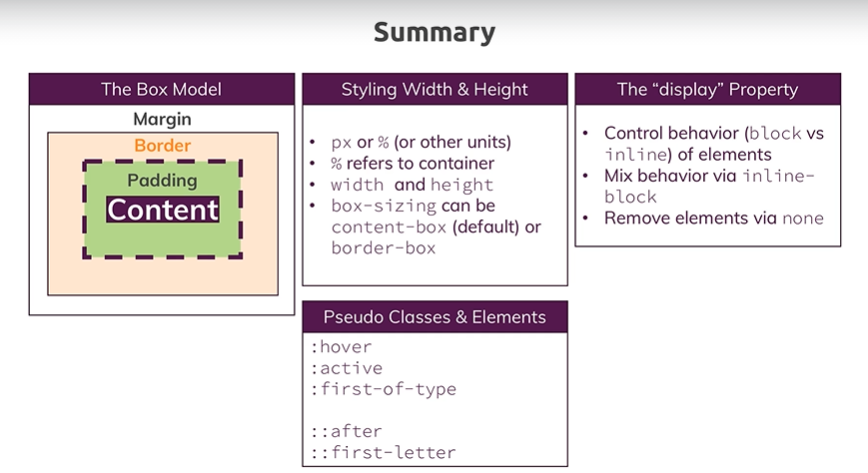 Summary
The Box Model
Margin
Border
Padding
Content
Styling Width & Height
• px or % (or other units)
• % refers to container
• width and height
• box-sizing can be
content-box (default) or
border-box
The “display” Property
• Control behavior (block vs
inline) of elements
• Mix behavior via inline-
block
• Remove elements via none
Pseudo Classes & Elements
:hover
:active
:first-of-type
::after
::first-letter